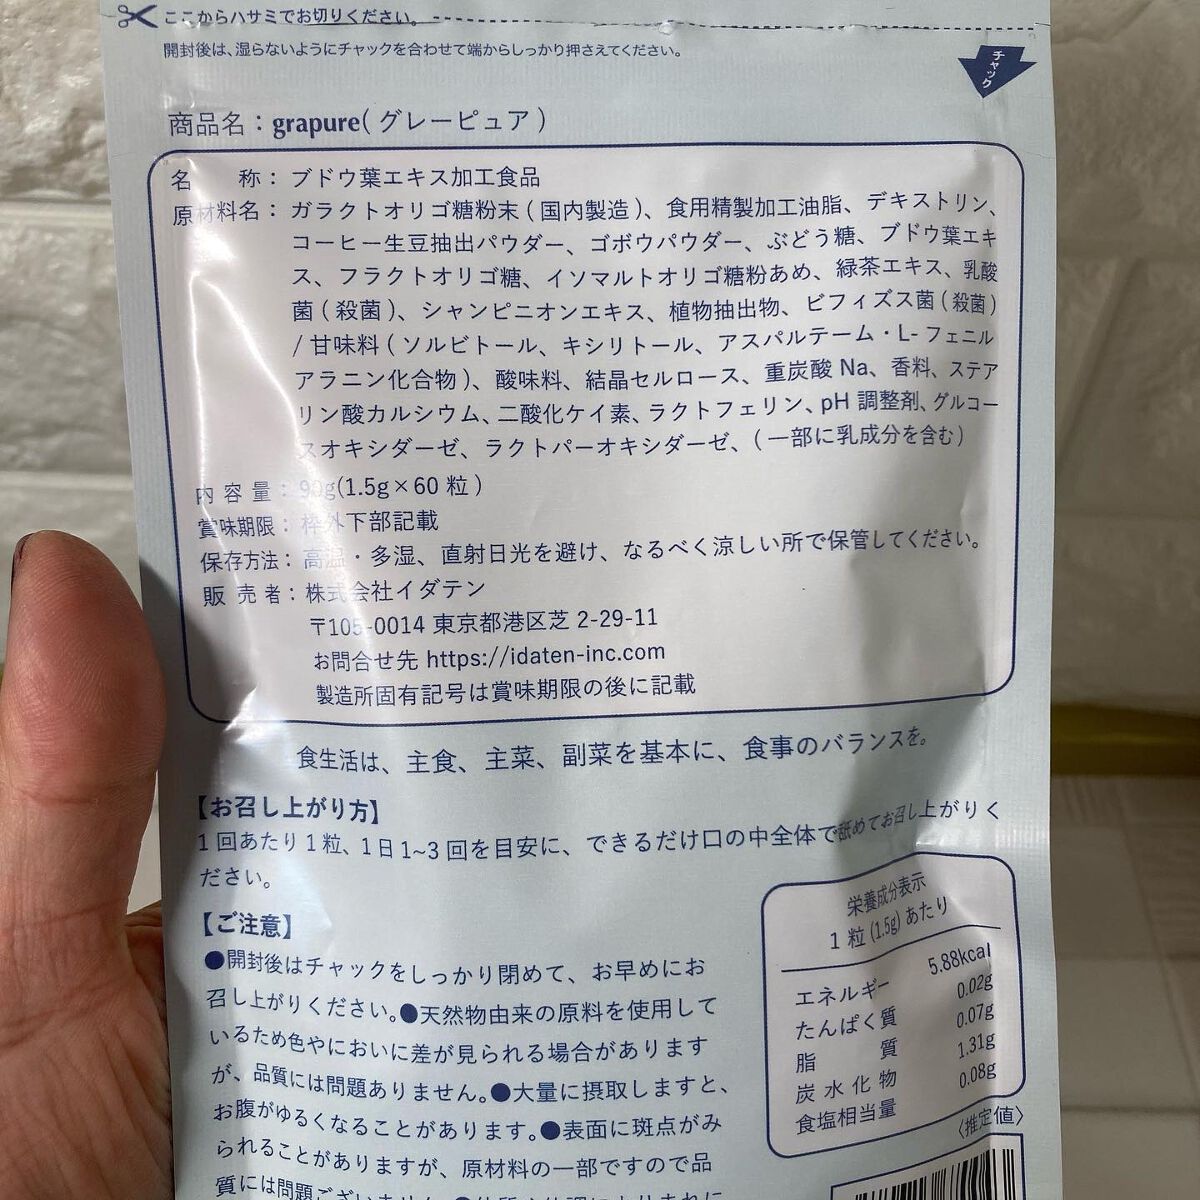 ここからハサミでお切りください。
開封後は、湿らないようにチャックを合わせて端からしっかり押さえてください。
チャック
商品名：grapure(グレーピュア)
名　　称：ブドウ葉エキス加工食品
原材料名：ガラクトオリゴ糖粉末(国内製造)、食用精製加工油脂、デキストリン、
コーヒー生豆抽出パウダー、ゴボウパウダー、ぶどう糖、ブドウ葉エキ
ス、フラクトオリゴ糖、イソマルトオリゴ糖粉あめ、緑茶エキス、乳酸
菌(殺菌)、シャンピニオンエキス、植物抽出物、ビフィズス菌(殺菌)
/甘味料(ソルビトール、キシリトール、アスパルテーム・L-フェニル
アラニン化合物)、酸味料、結晶セルロース、重炭酸Na、香料、ステア
リン酸カルシウム、二酸化ケイ素、ラクトフェリン、pH調整剤、グルコー
スオキシダーゼ、ラクトパーオキシダーゼ、(一部に乳成分を含む)
内容量：90g(1.5g×60粒)
賞味期限：枠外下部記載
保存方法：高温・多湿、直射日光を避け、なるべく涼しい所で保管してください。
販売者：株式会社イダテン
〒105-0014 東京都港区芝2-29-11
お問合せ先 https://idaten-inc.com
製造所固有記号は賞味期限の後に記載
食生活は、主食、主菜、副菜を基本に、食事のバランスを。
【お召し上がり方】
1回あたり1粒、1日1~3回を目安に、できるだけ口の中全体で舐めてお召し上がりく
ださい。
【ご注意】
●開封後はチャックをしっかり閉めて、お早めにお
召し上がりください。●天然物由来の原料を使用して
いるため色やにおいに差が見られる場合があります
が、品質には問題ありません。●大量に摂取しますと、
お腹がゆるくなることがあります。●表面に斑点がみ
られることがありますが、原材料の一部ですので品
質には問題ございません。
栄養成分表示
1粒(1.5g)あたり
エネルギー 5.88kcal
たんぱく質 0.02g
脂質 0.07g
炭水化物 1.31g
食塩相当量 0.08g
〈推定値〉